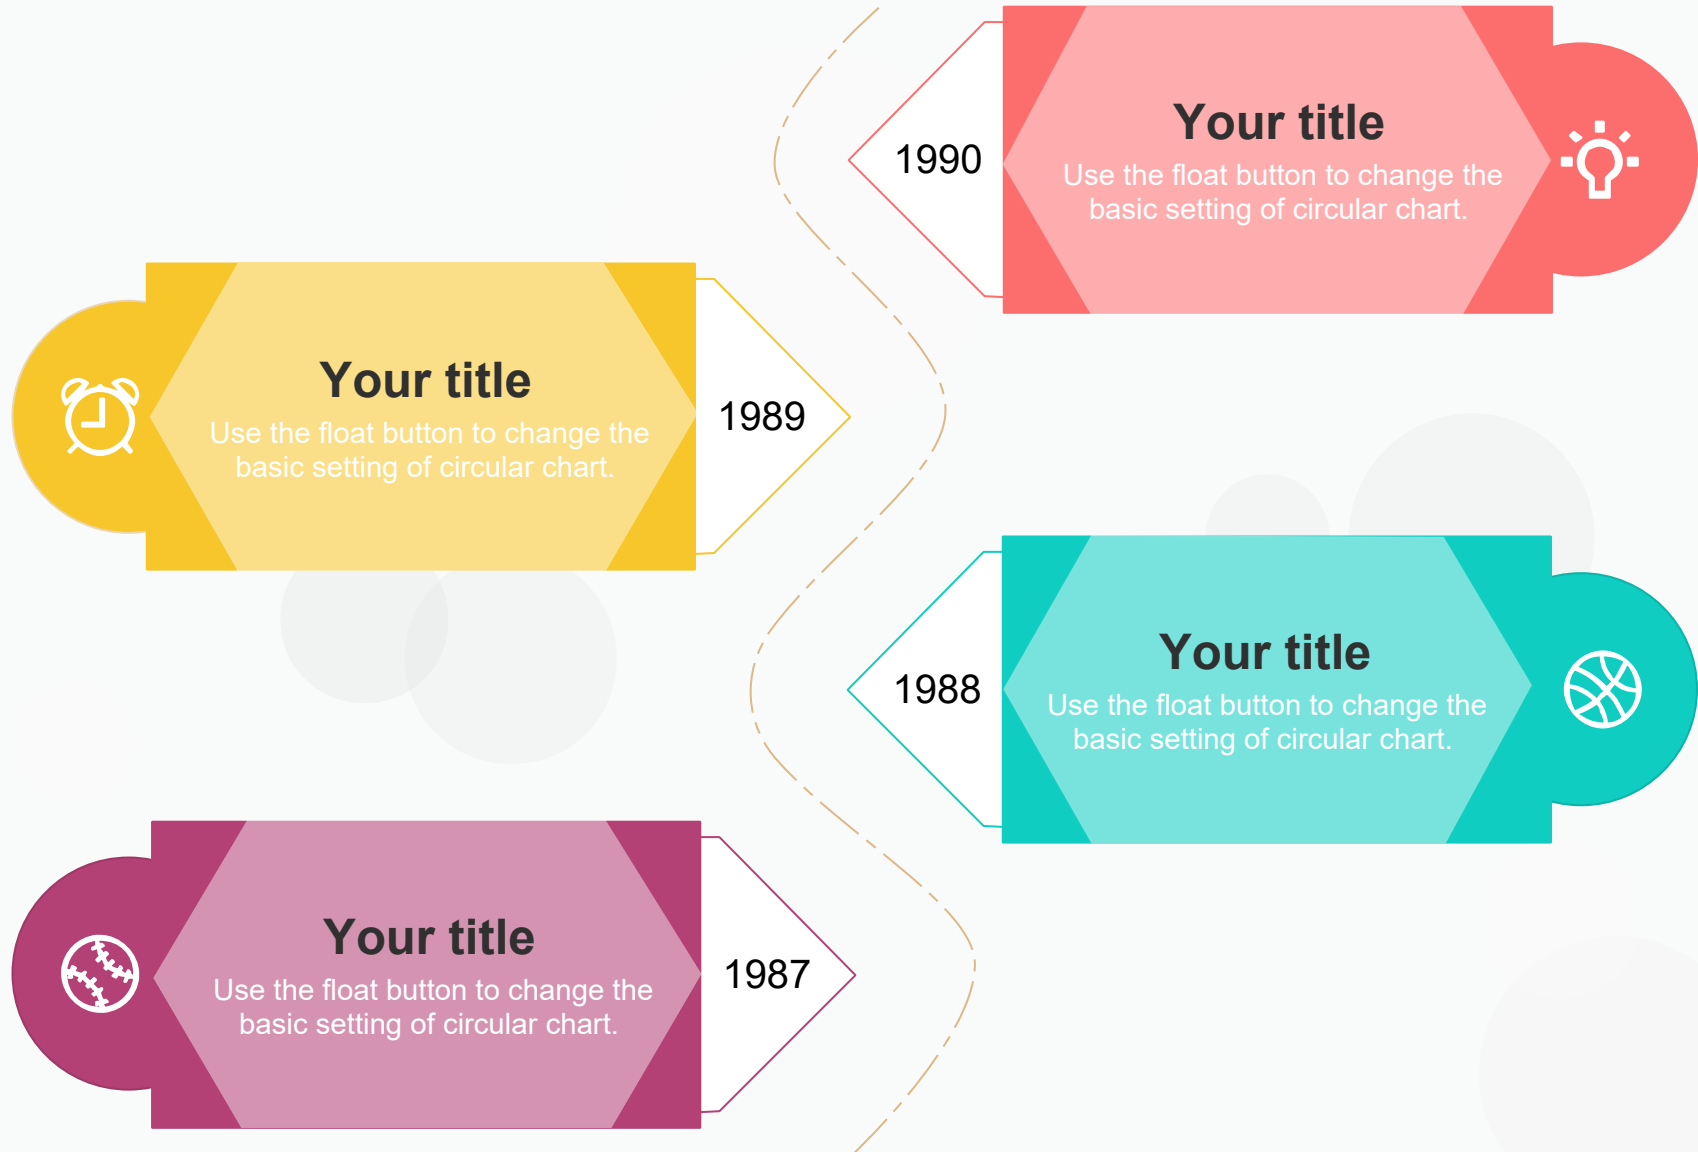 1990
Your title
Use the float button to change the
basic setting of circular chart.
Your title
Use the float button to change the
basic setting of circular chart.
1989
1988
Your title
Use the float button to change the
basic setting of circular chart.
Your title
Use the float button to change the
basic setting of circular chart.
1987